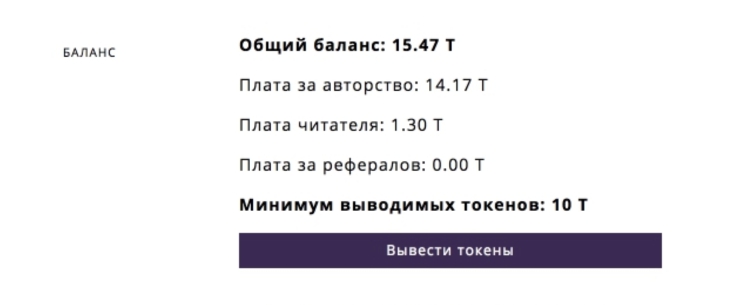 БАЛАНС
Общий баланс: 15.47 T
Плата за авторство: 14.17 T
Плата читателя: 1.30 T
Плата за рефералов: 0.00 T
Минимум выводимых токенов: 10 T
Вывести токены